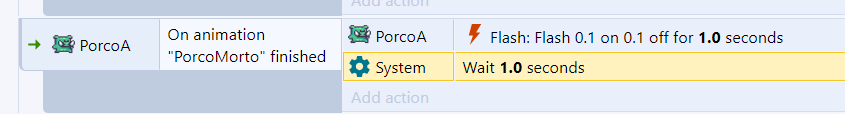 Add action
PorcoA
On animation
"PorcoMorto" finished
PorcoA
Flash: Flash 0.1 on 0.1 off for 1.0 seconds
System
Wait 1.0 seconds
Add action